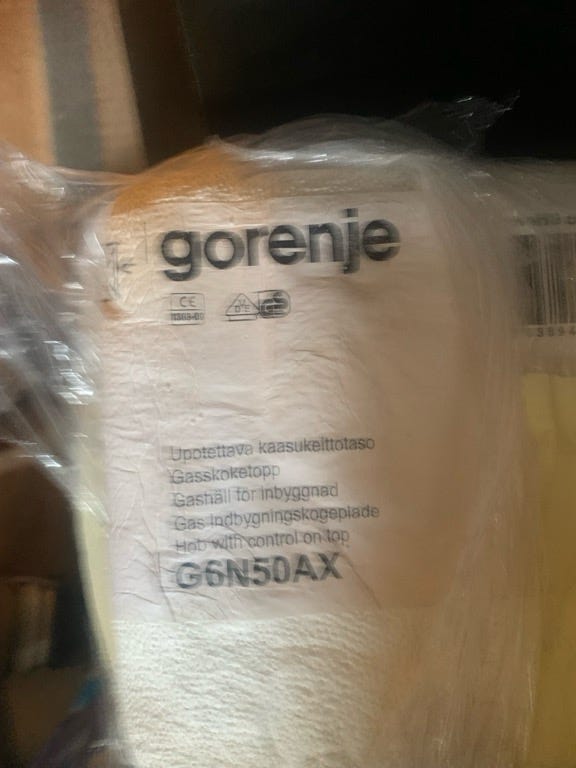 gorenje
CE
Upotettava kaasukeittotaso
Gasskoketopp
Gashäll för inbyggnad
Gas Indbygningskogeplade
Hob with control on top
G6N50AX